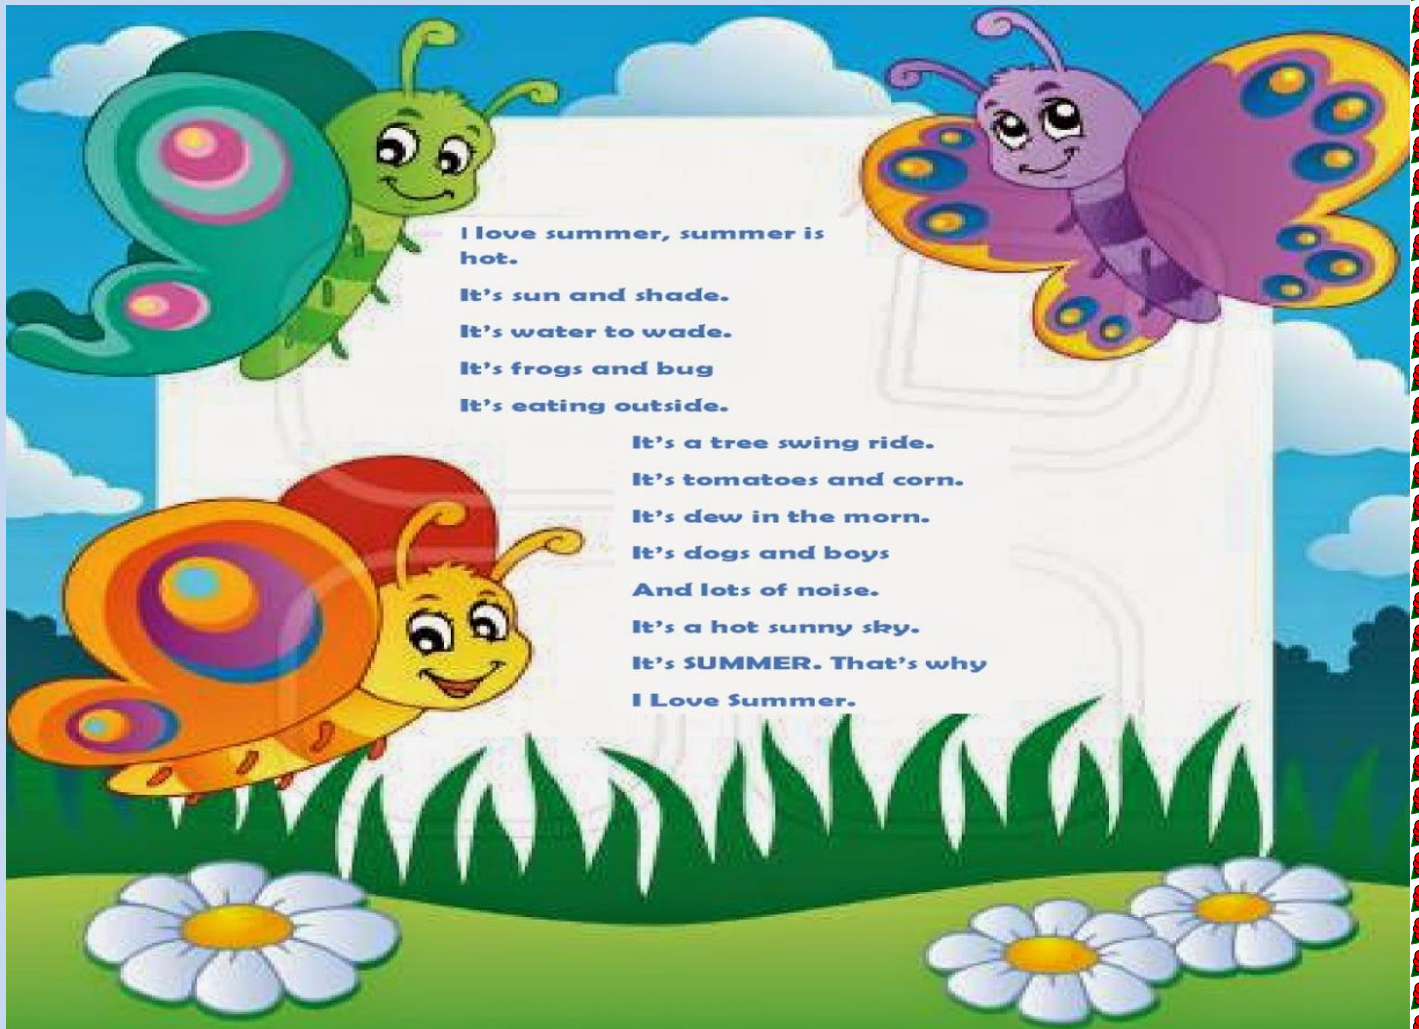 I love summer, summer is
hot.
It's sun and shade.
It's water to wade.
It's frogs and bug
It's eating outside.
It's a tree swing ride.
It's tomatoes and corn.
It's dew in the morn.
It's dogs and boys
And lots of noise.
It's a hot sunny sky.
It's SUMMER. That's why
I Love Summer.